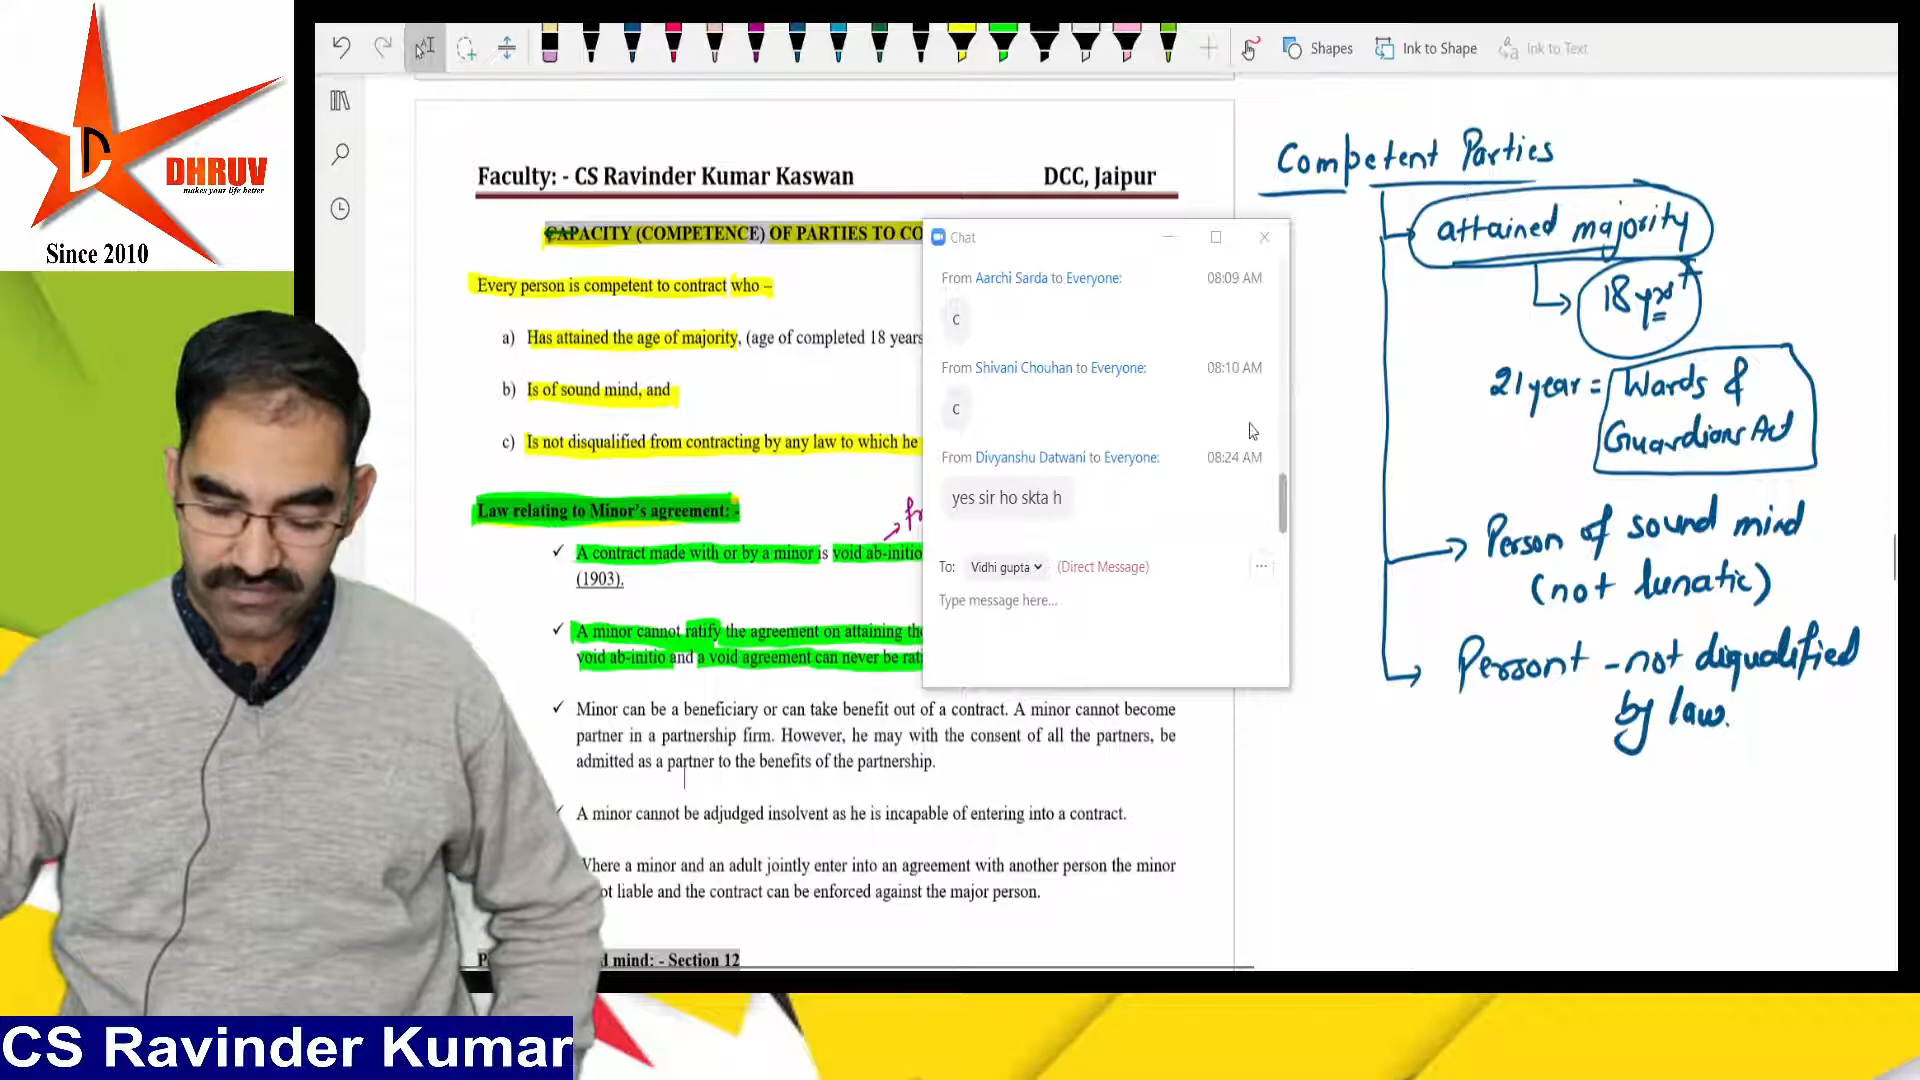 DC
DHRUV
makes your life better
Since 2010
Shapes
Ink to Shape
Ink to Text
Faculty: - CS Ravinder Kumar Kaswan
DCC, Jaipur
CAPACITY (COMPETENCE) OF PARTIES TO CO
Every person is competent to contract who –
a) Has attained the age of majority, (age of completed 18 years
b) Is of sound mind, and
c) Is not disqualified from contracting by any law to which he
Law relating to Minor's agreement: -
✓ A contract made with or by a minor is void ab-initio
(1903).
✓ A minor cannot ratify the agreement on attaining the
void ab-initio and a void agreement can never be rati
✓ Minor can be a beneficiary or can take benefit out of a contract. A minor cannot become
partner in a partnership firm. However, he may with the consent of all the partners, be
admitted as a partner to the benefits of the partnership.
A minor cannot be adjudged insolvent as he is incapable of entering into a contract.
Where a minor and an adult jointly enter into an agreement with another person the minor
liable and the contract can be enforced against the major person.
mind: - Section 12
Chat
From Aarchi Sarda to Everyone: 08:09 AM
c
From Shivani Chouhan to Everyone: 08:10 AM
c
From Divyanshu Datwani to Everyone: 08:24 AM
yes sir ho skta h
To: Vidhi gupta (Direct Message)
Type message here...
Competent Parties
attained majority
18 yrs
21 year = Wards &
Guardians Act
Person of sound mind
(not lunatic)
Persont - not disqualified
by law.
CS Ravinder Kumar